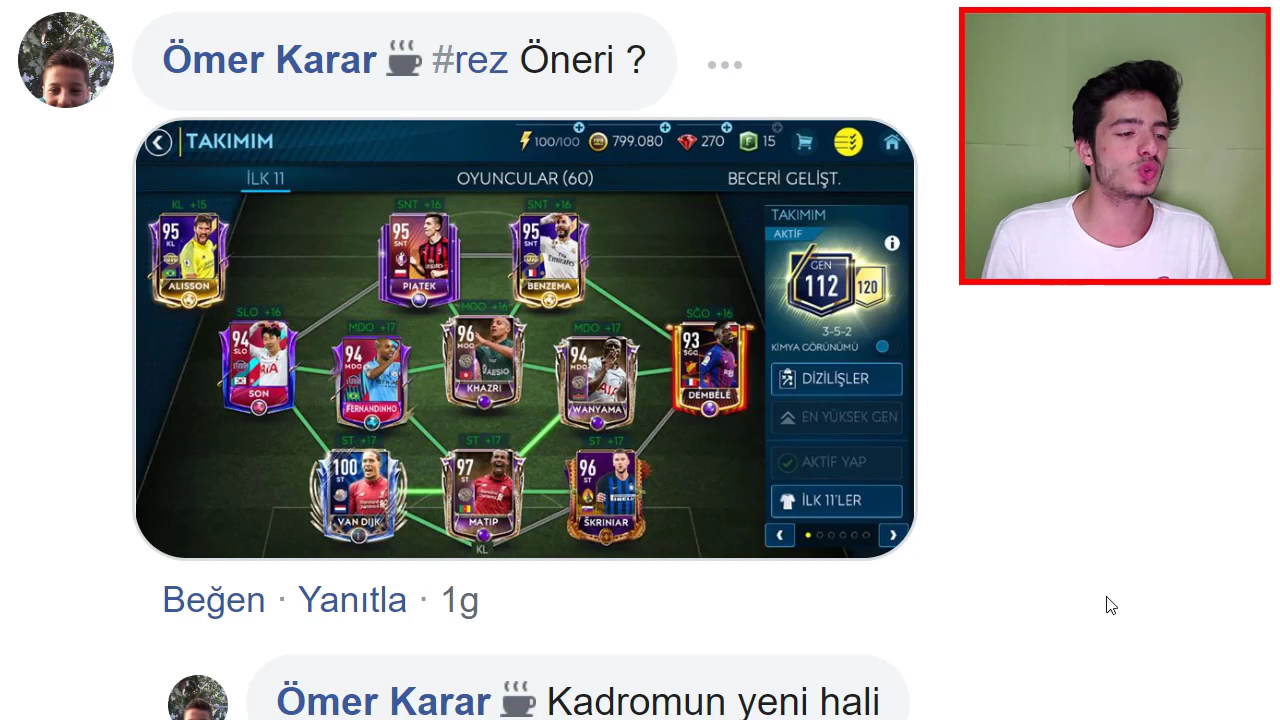 Ömer Karar #rez Öneri ?
TAKIMIM
100/100 799.080 270 15
İLK 11 OYUNCULAR (60) BECERİ GELİŞT.
KL +15
95
KL
ALISSON
SNT +16
95
SNT
PIATEK
SNT +16
95
SNT
BENZEMA
SLO +16
94
SLO
SON
MDO +17
94
MDO
FERNANDINHO
MOO +16
96
MOO
KHAZRI
MDO +17
94
MDO
WANYAMA
SĞO +16
93
SĞO
DEMBÉLÉ
ST +17
100
ST
VAN DIJK
ST +17
97
ST
MATIP
KL
ST +17
96
ST
ŠKRINIAR
TAKIMIM
AKTİF
GEN
112 120
3-5-2
KİMYA GÖRÜNÜMÜ
DİZİLİŞLER
EN YÜKSEK GEN
AKTİF YAP
İLK 11'LER
Beğen · Yanıtla · 1g
Ömer Karar Kadromun yeni hali